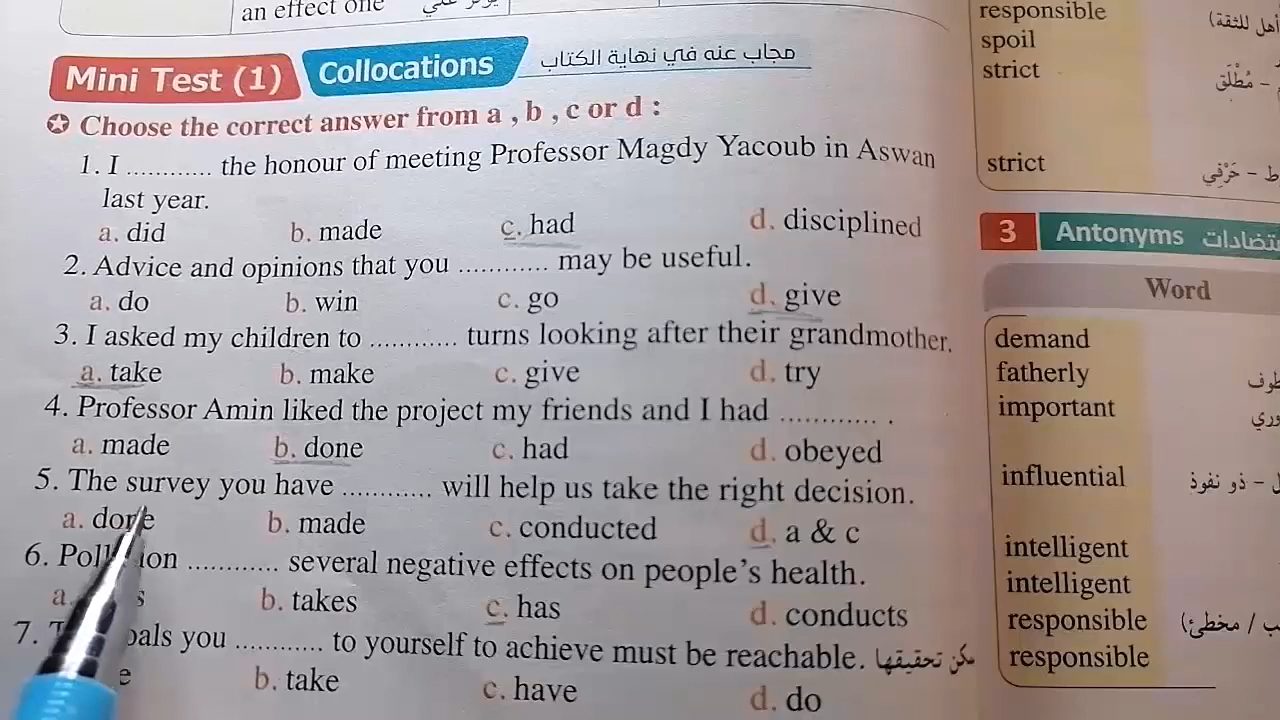 an effect one
Mini Test (1) Collocations مجاب عنه في نهاية الكتاب
✪ Choose the correct answer from a , b , c or d :
1. I ............ the honour of meeting Professor Magdy Yacoub in Aswan
last year.
a. did b. made c. had d. disciplined
2. Advice and opinions that you ............ may be useful.
a. do b. win c. go d. give
3. I asked my children to ............ turns looking after their grandmother.
a. take b. make c. give d. try
4. Professor Amin liked the project my friends and I had ............ .
a. made b. done c. had d. obeyed
5. The survey you have ............ will help us take the right decision.
a. done b. made c. conducted d. a & c
6. Pollution ............ several negative effects on people's health.
a. b. takes c. has d. conducts
7. you ............ to yourself to achieve must be reachable.
b. take c. have d. do
responsible
spoil
strict مُطْلَق -
strict حَرْفي -
3 Antonyms
Word
demand
fatherly
important
influential ذو نفوذ -
intelligent
intelligent
responsible
responsible